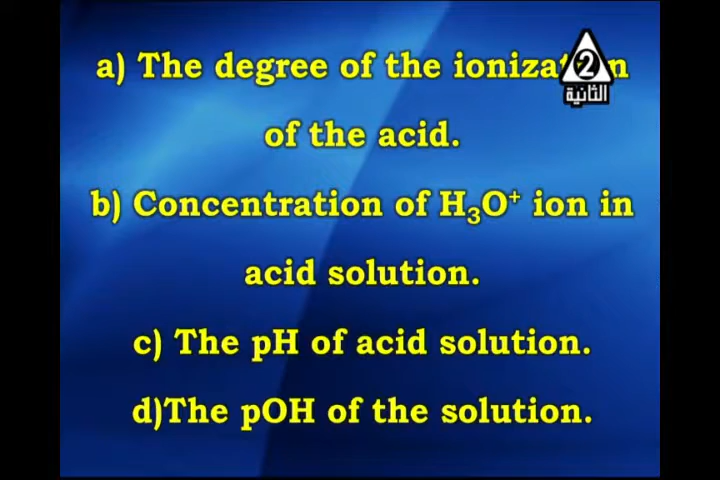 a) The degree of the
of the acid.
b) Concentration of H₃O⁺ ion in
acid solution.
c) The pH of acid solution.
d)The pOH of the solution.
2
الثانية